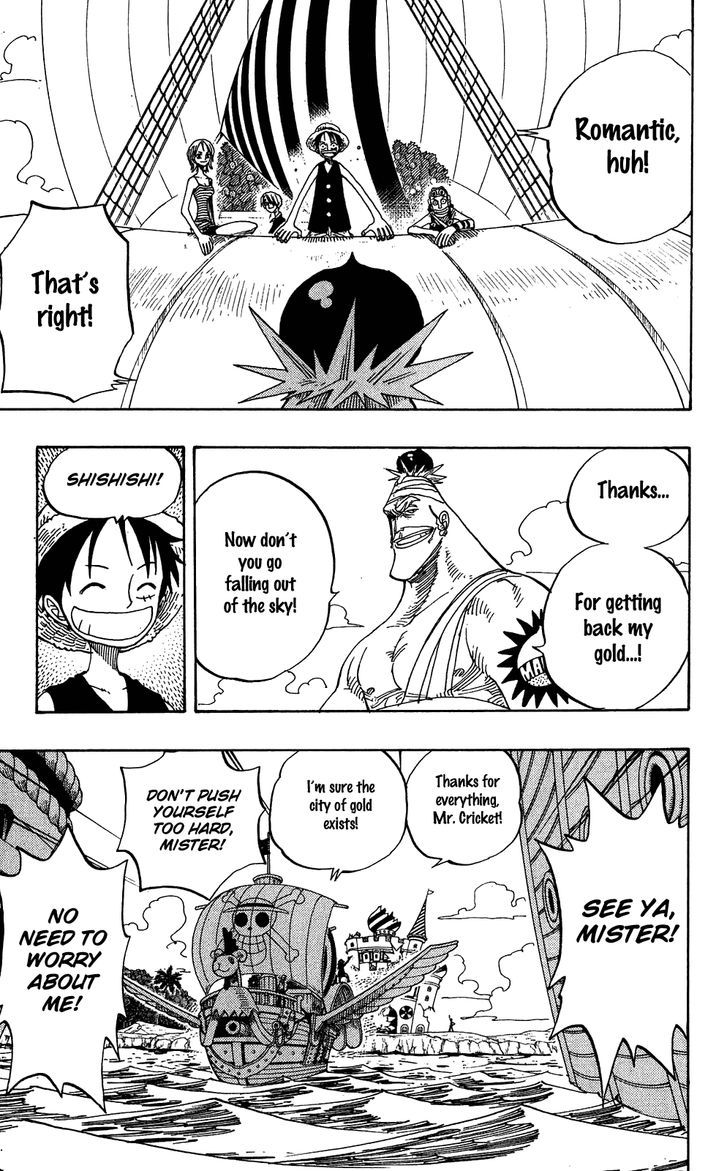 Romantic,
huh!
That's
right!
Thanks...
For getting
back my
gold...!
Now don't
you go
falling out
of the sky!
SHISHISHI!
SEE YA,
MISTER!
Thanks for
everything,
Mr. Cricket!
I'm sure the
city of gold
exists!
DON'T PUSH
YOURSELF
TOO HARD,
MISTER!
NO
NEED TO
WORRY
ABOUT
ME!